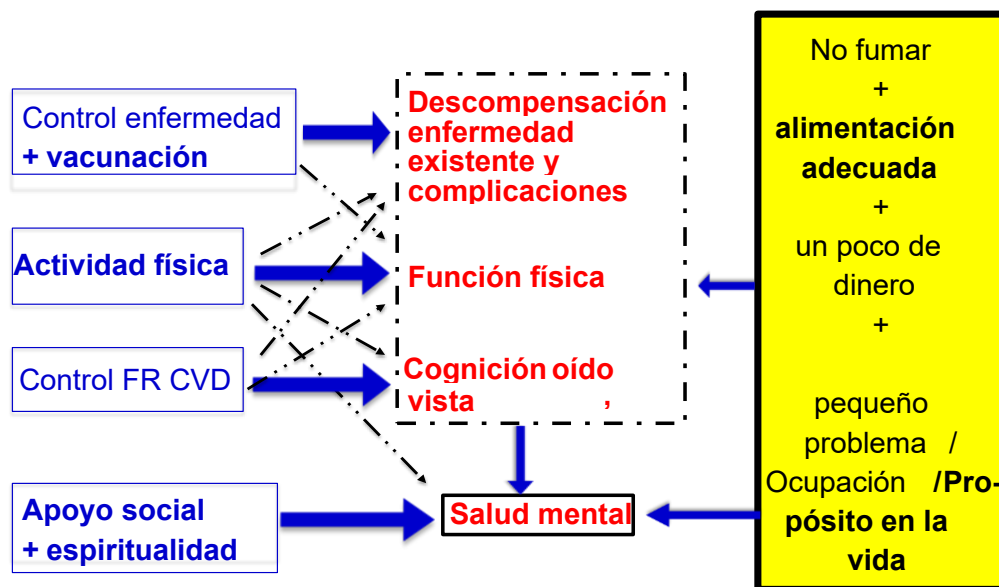 Control enfermedad
+ vacunación
Actividad física
Control FR CVD
Apoyo social
+ espiritualidad
Descompensación
enfermedad
existente y
complicaciones
Función física
Cognición oído
vista ,
Salud mental
No fumar
+
alimentación
adecuada
+
un poco de
dinero
+
pequeño
problema /
Ocupación /Pro-
pósito en la
vida